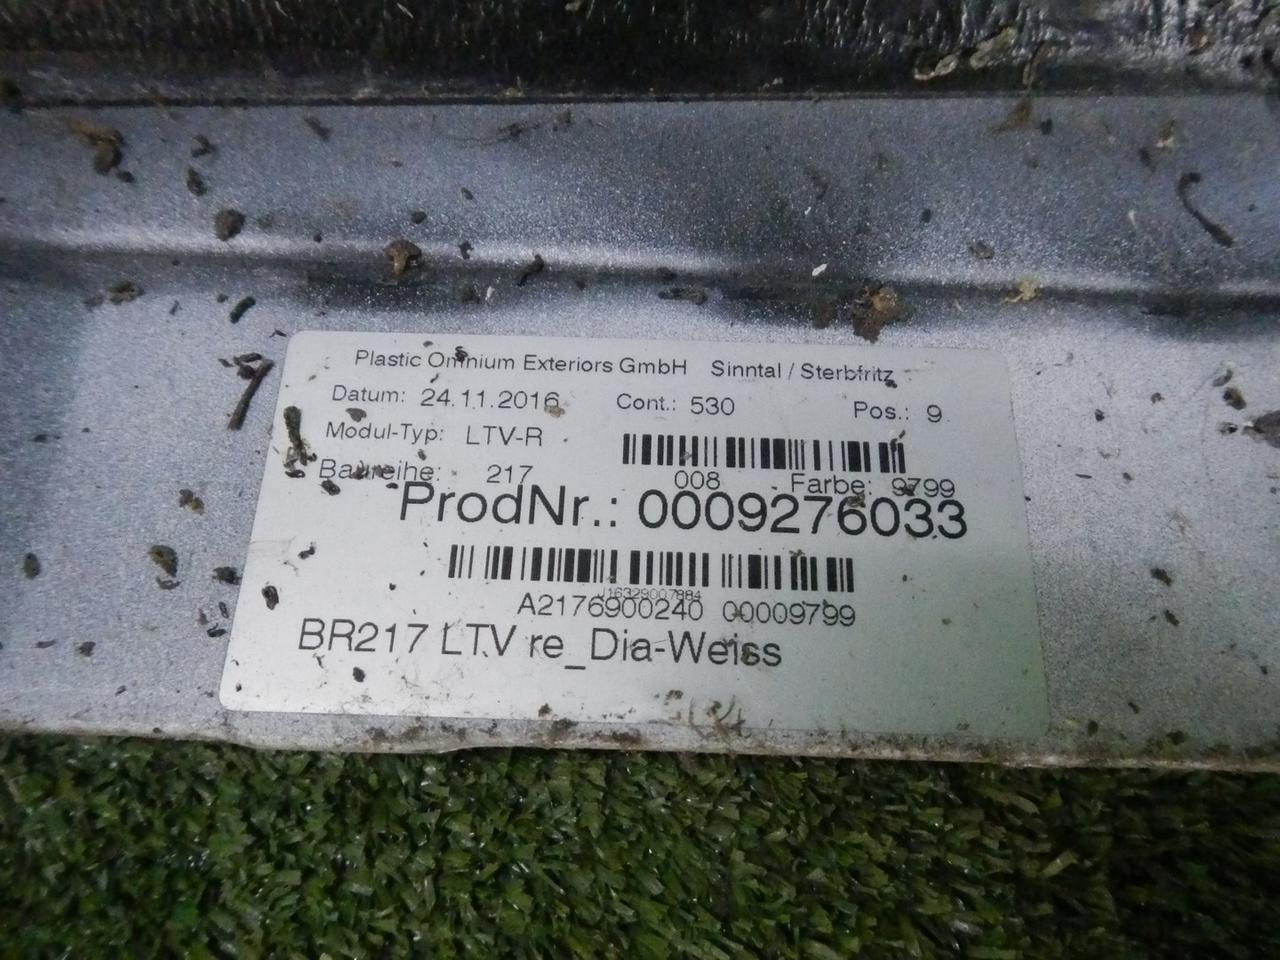 Plastic Omnium Exteriors GmbH Sinntal / Sterbfritz
Datum: 24.11.2016 Cont.: 530 Pos.: 9
Modul-Typ: LTV-R
Baureihe: 217 008 Farbe: 9799
ProdNr.: 0009276033
J16329007884
A2176900240 00009799
BR217 LTV re_Dia-Weiss